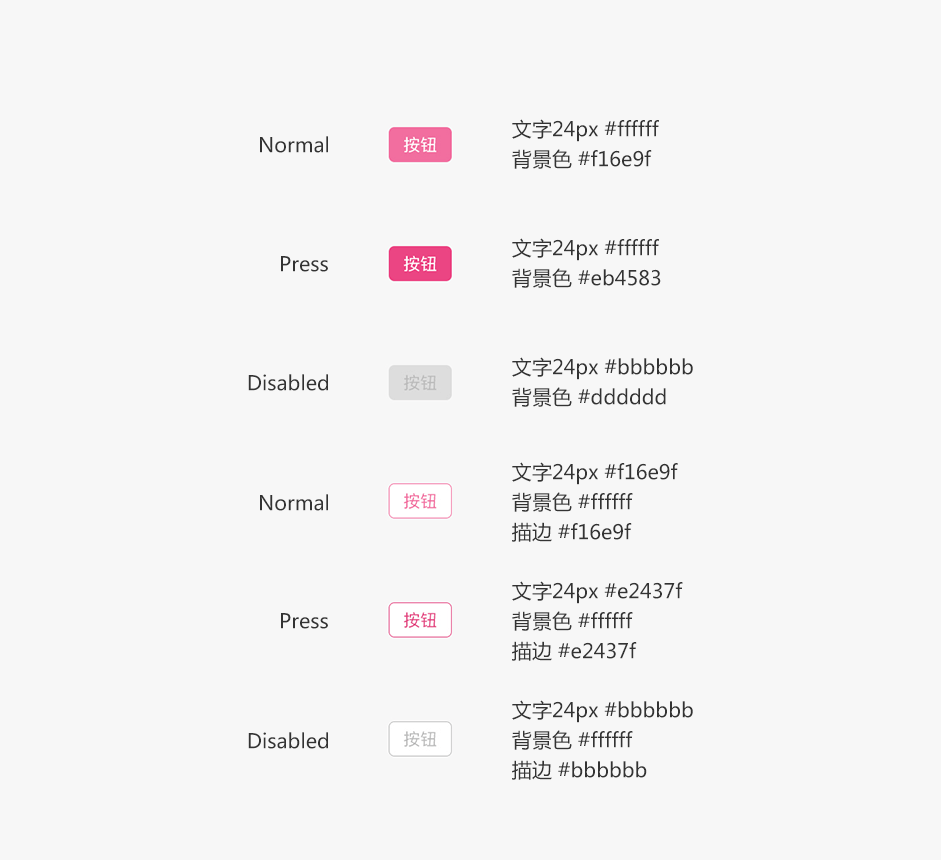 Normal
按钮
文字24px #ffffff
背景色 #f16e9f
Press
按钮
文字24px #ffffff
背景色 #eb4583
Disabled
按钮
文字24px #bbbbbb
背景色 #dddddd
Normal
按钮
文字24px #f16e9f
背景色 #ffffff
描边 #f16e9f
Press
按钮
文字24px #e2437f
背景色 #ffffff
描边 #e2437f
Disabled
按钮
文字24px #bbbbbb
背景色 #ffffff
描边 #bbbbbb